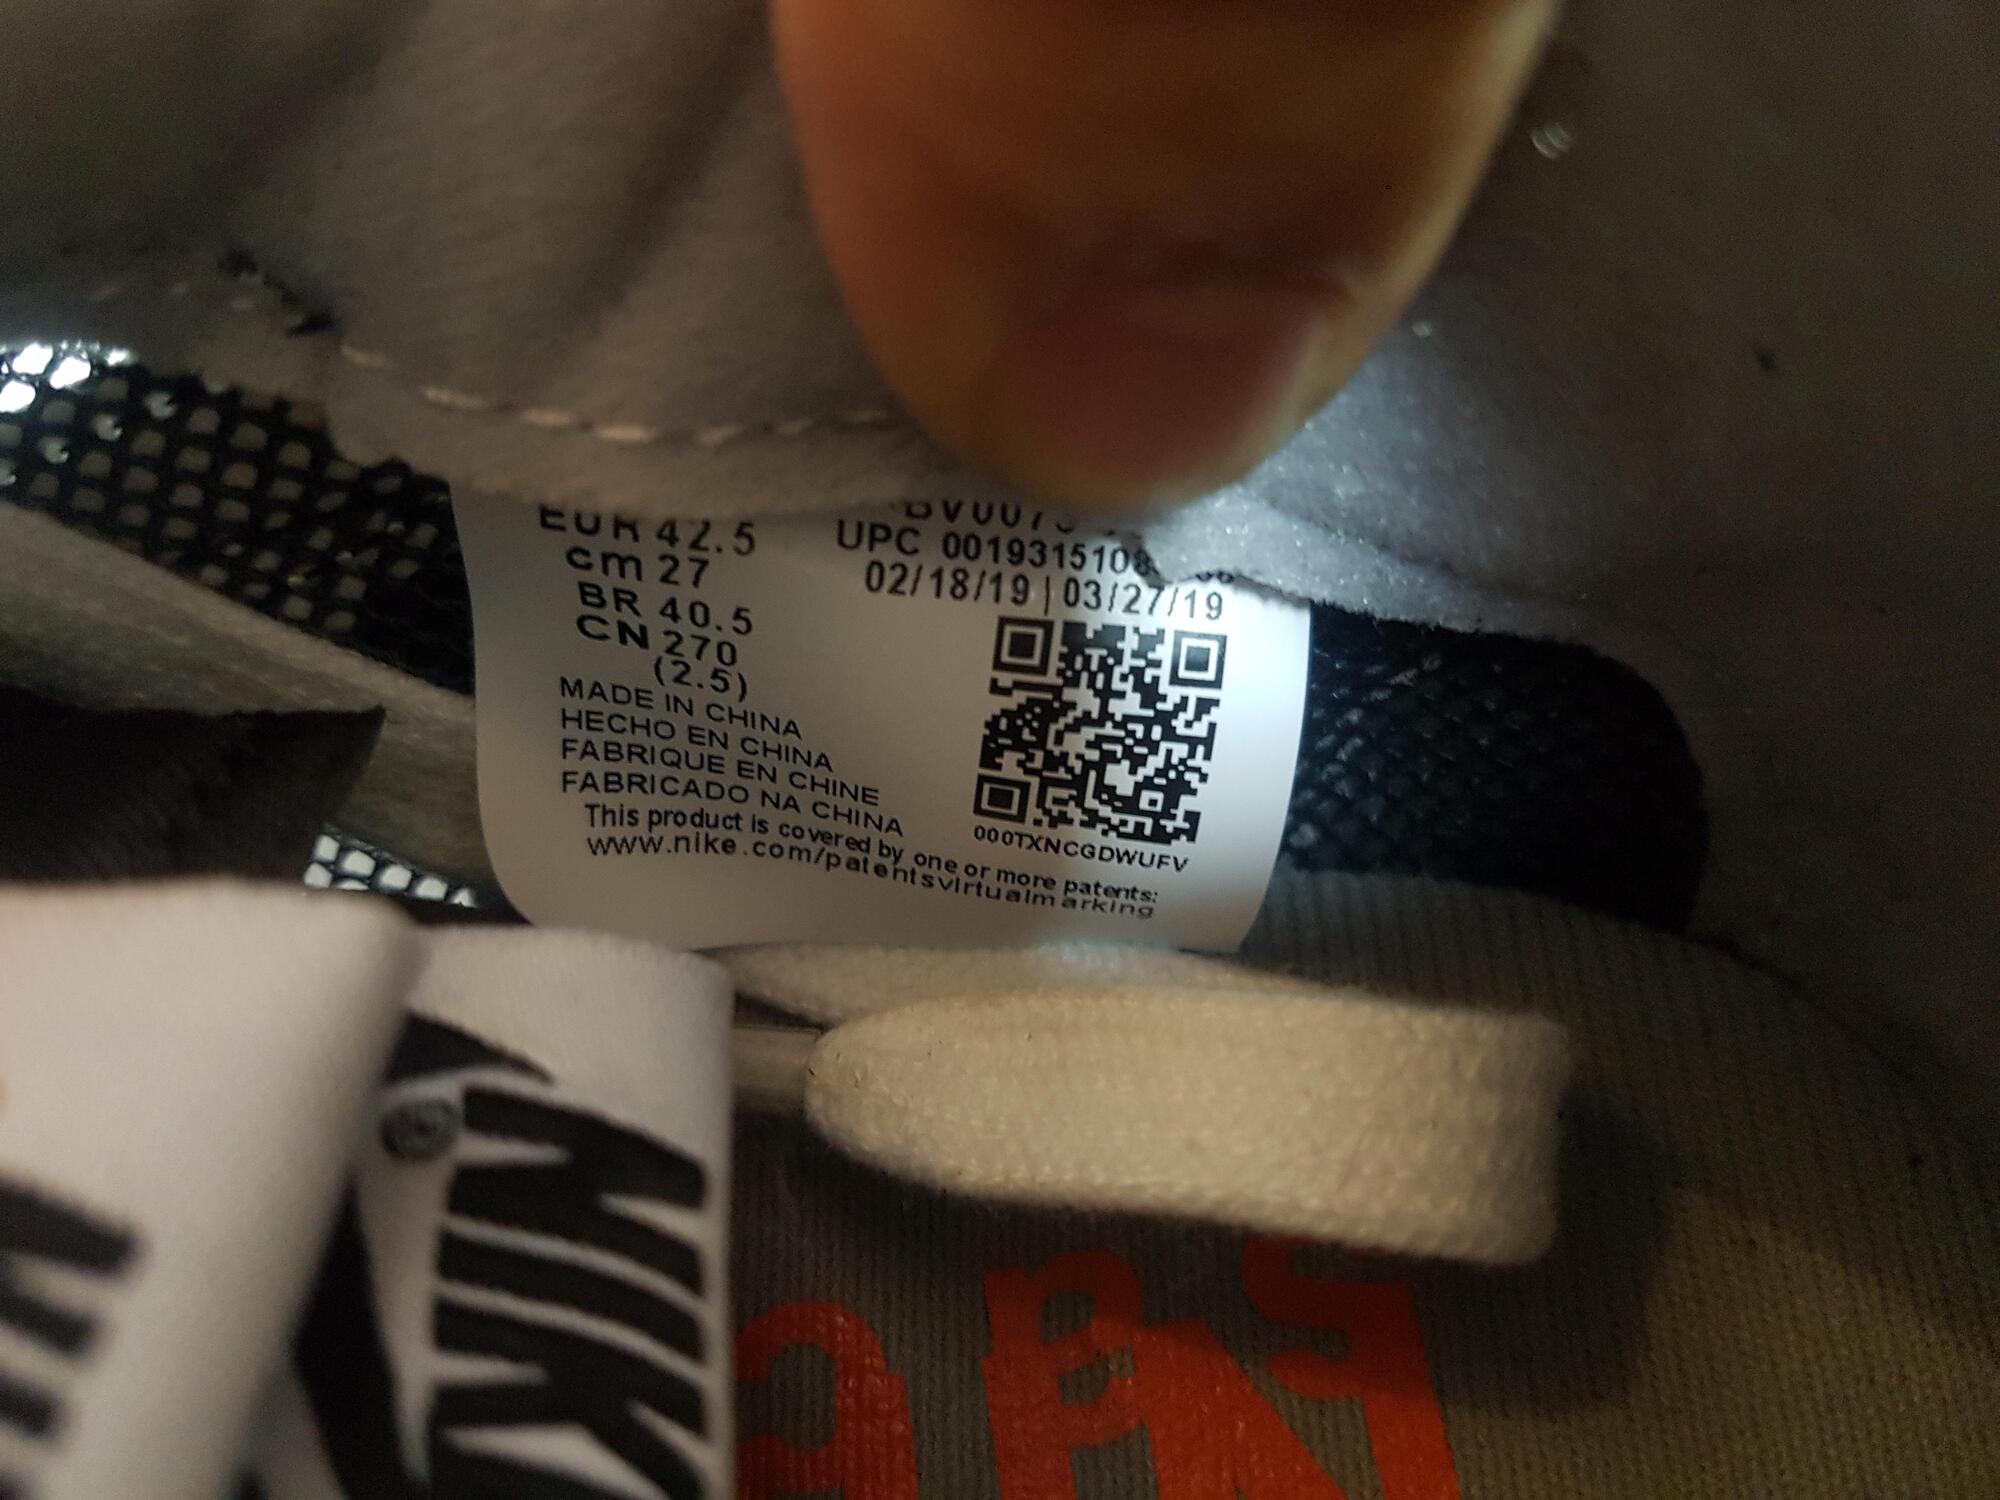 EUR 42.5
cm 27
BR 40.5
CN 270
(2.5)
02/18/19 | 03/27/19
UPC
MADE IN CHINA
HECHO EN CHINA
FABRIQUE EN CHINE
FABRICADO NA CHINA
This product is covered by one or more patents:
www.nike.com/patentsvirtualmarking
000TXNCGDWUFV
NIK